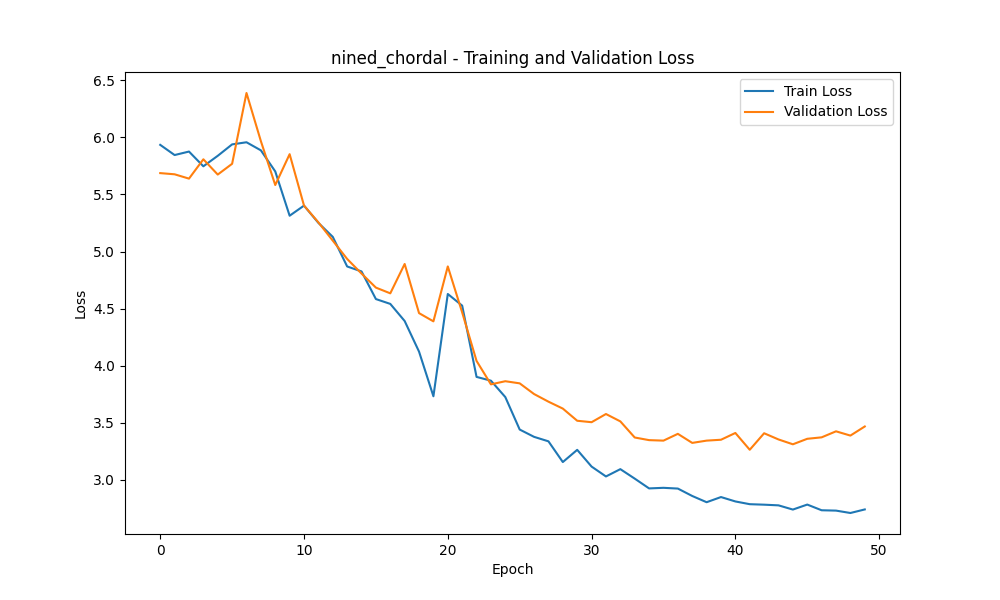 nined_chordal - Training and Validation Loss
Train Loss
Validation Loss
6.5
6.0
5.5
5.0
4.5
4.0
3.5
3.0
Loss
0 10 20 30 40 50
Epoch